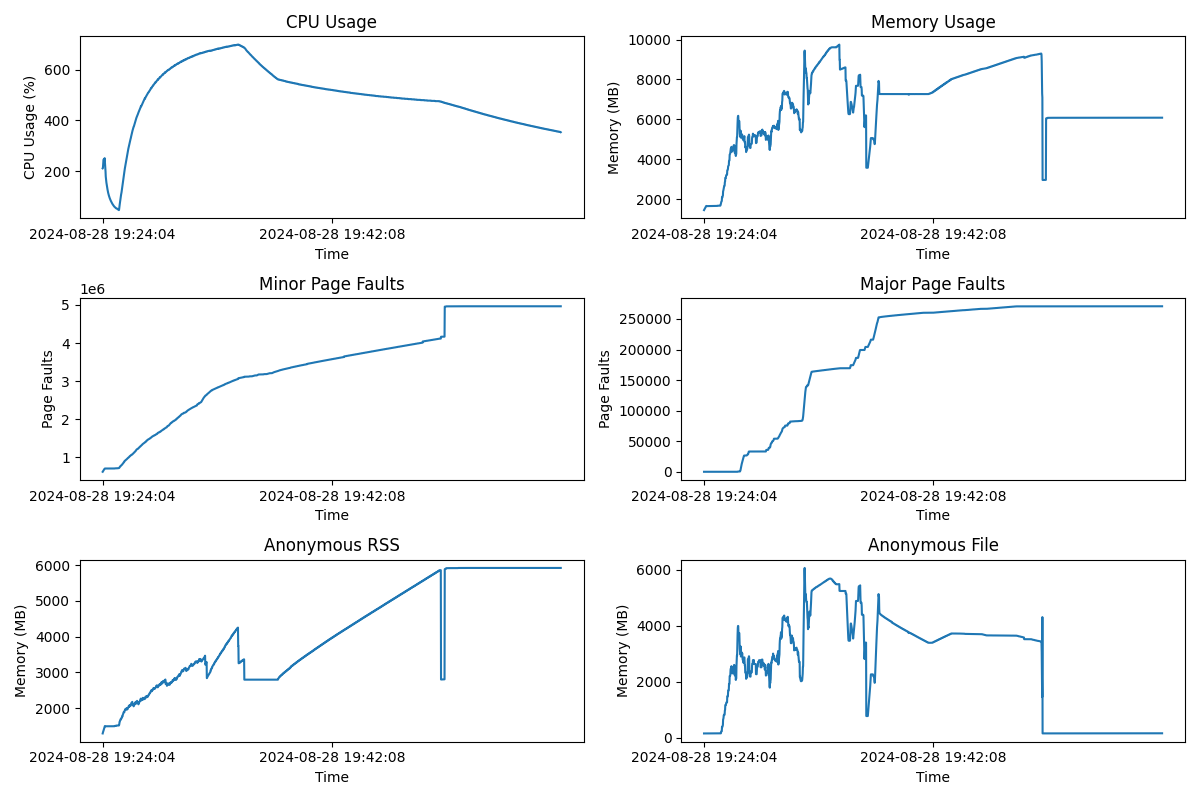 CPU Usage
CPU Usage (%)
600
400
200
2024-08-28 19:24:04
2024-08-28 19:42:08
Time
Memory Usage
Memory (MB)
10000
8000
6000
4000
2000
2024-08-28 19:24:04
2024-08-28 19:42:08
Time
Minor Page Faults
1e6
Page Faults
5
4
3
2
1
2024-08-28 19:24:04
2024-08-28 19:42:08
Time
Major Page Faults
Page Faults
250000
200000
150000
100000
50000
0
2024-08-28 19:24:04
2024-08-28 19:42:08
Time
Anonymous RSS
Memory (MB)
6000
5000
4000
3000
2000
2024-08-28 19:24:04
2024-08-28 19:42:08
Time
Anonymous File
Memory (MB)
6000
4000
2000
0
2024-08-28 19:24:04
2024-08-28 19:42:08
Time